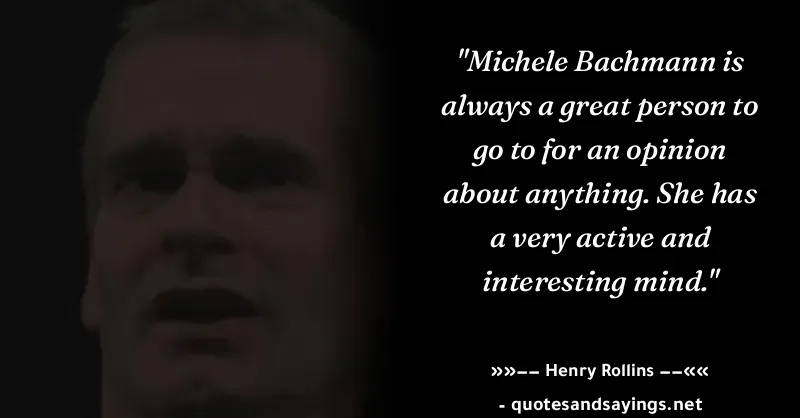 "Michele Bachmann is
always a great person to
go to for an opinion
about anything. She has
a very active and
interesting mind."
»»−− Henry Rollins −−««
- quotesandsayings.net